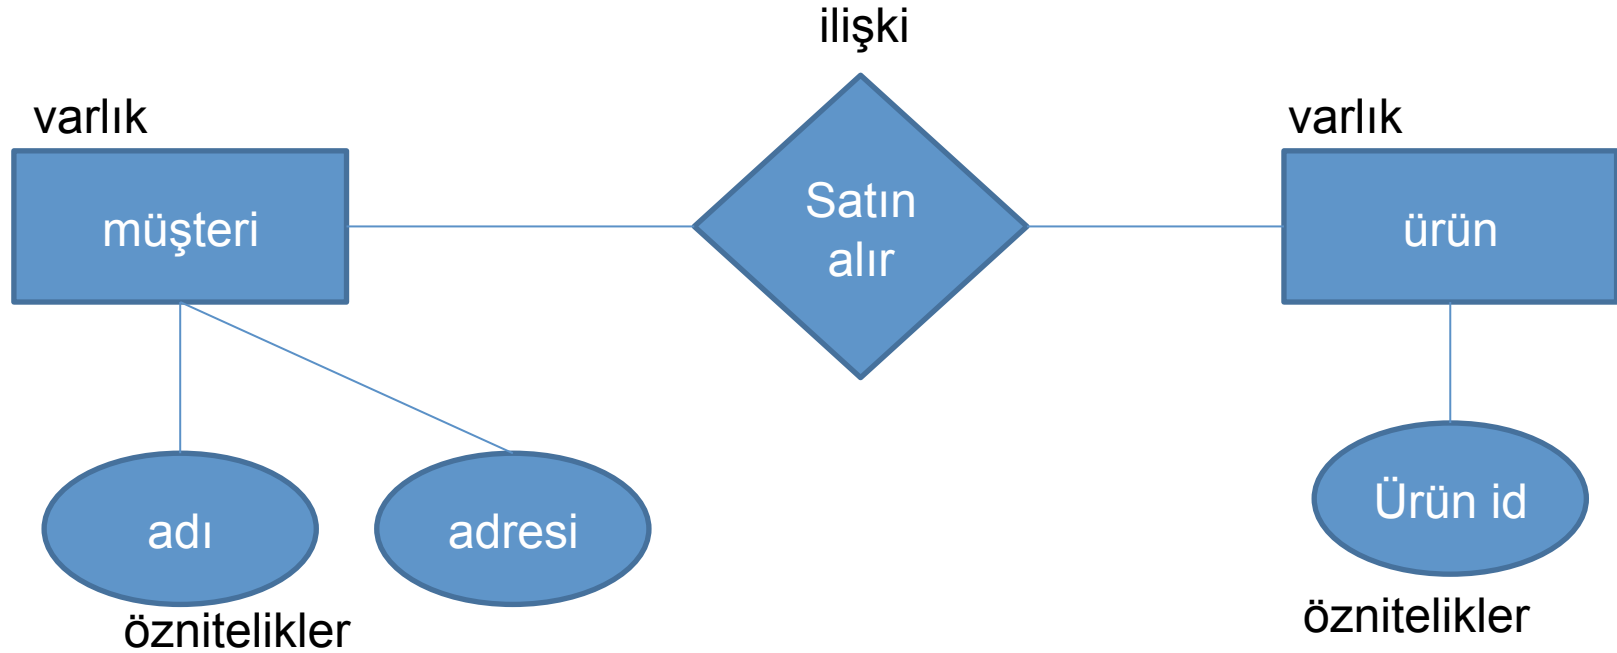 ilişki
varlık
varlık
müşteri
Satın
alır
ürün
adı
adresi
Ürün id
öznitelikler
öznitelikler